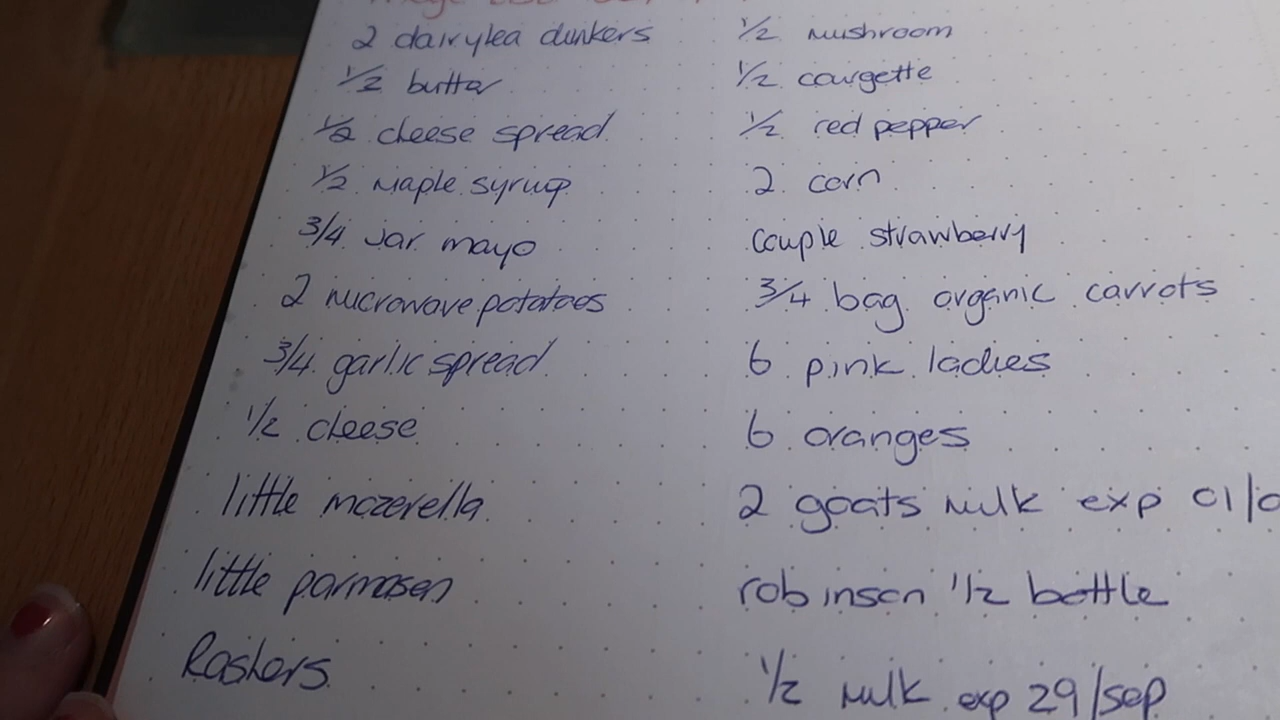 2 dairylea dunkers
1/2 butter
1/2 cheese spread
1/2 maple syrup
3/4 jar mayo
2 microwave potatoes
3/4 garlic spread
1/2 cheese
little mozerella
little parmasen
Rashers
1/2 mushroom
1/2 courgette
1/2 red pepper
2 corn
couple strawberry
3/4 bag organic carrots
6 pink ladies
6 oranges
2 goats milk exp 01/
robinson 1/2 bottle
1/2 milk exp 29/sep